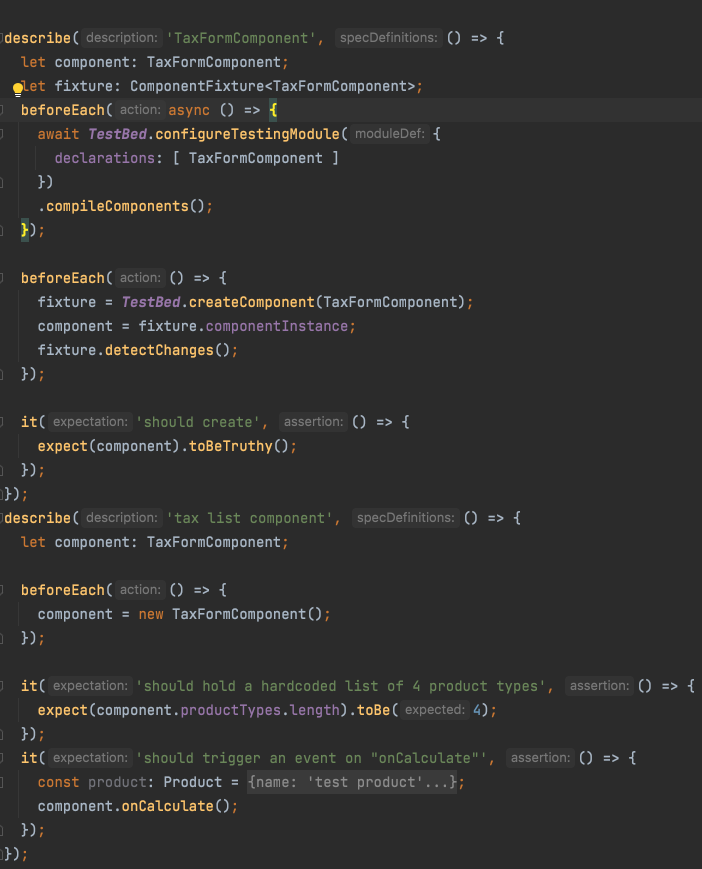 describe( description: 'TaxFormComponent', specDefinitions: () => {
  let component: TaxFormComponent;
  let fixture: ComponentFixture<TaxFormComponent>;
  beforeEach( action: async () => {
    await TestBed.configureTestingModule( moduleDef: {
      declarations: [ TaxFormComponent ]
    })
    .compileComponents();
  });
  beforeEach( action: () => {
    fixture = TestBed.createComponent(TaxFormComponent);
    component = fixture.componentInstance;
    fixture.detectChanges();
  });
  it( expectation: 'should create', assertion: () => {
    expect(component).toBeTruthy();
  });
});
describe( description: 'tax list component', specDefinitions: () => {
  let component: TaxFormComponent;
  beforeEach( action: () => {
    component = new TaxFormComponent();
  });
  it( expectation: 'should hold a hardcoded list of 4 product types', assertion: () => {
    expect(component.productTypes.length).toBe( expected: 4);
  });
  it( expectation: 'should trigger an event on "onCalculate"', assertion: () => {
    const product: Product = {name: 'test product'...};
    component.onCalculate();
  });
});